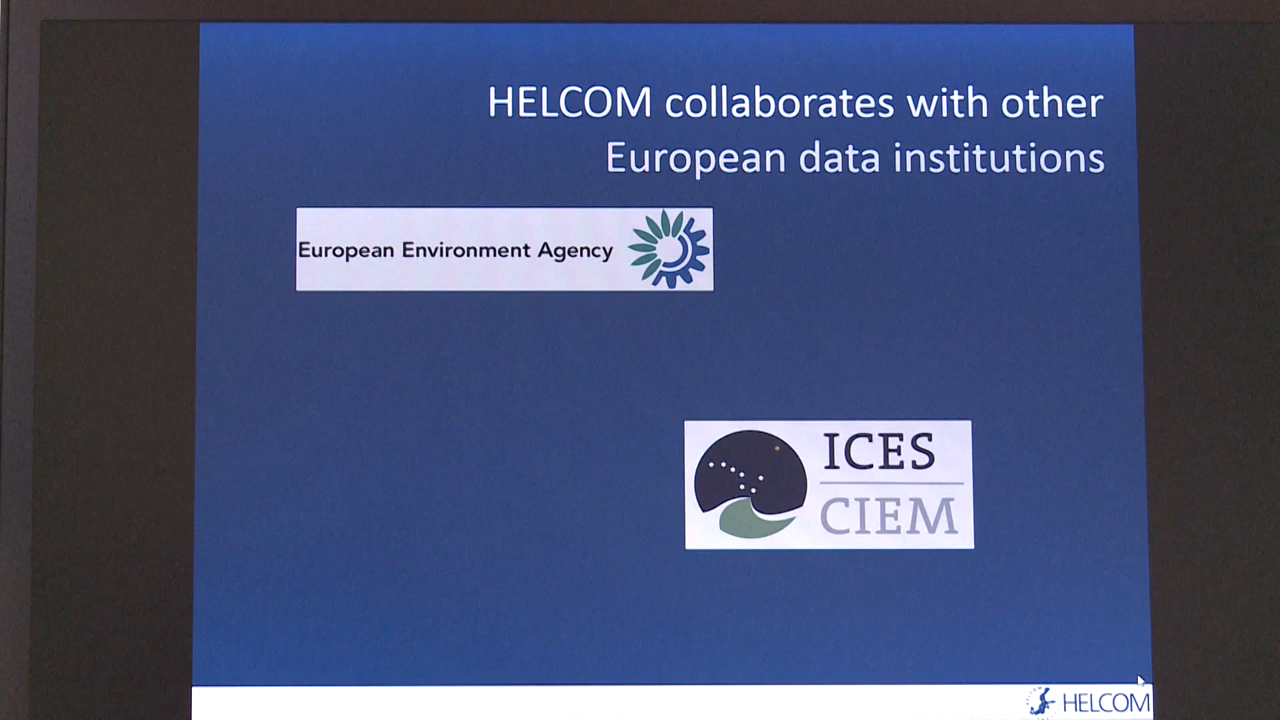 HELCOM collaborates with other
European data institutions
European Environment Agency
ICES
CIEM
HELCOM